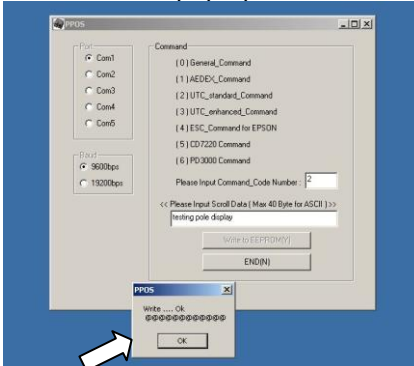 PPOS
Port
Com1
Com2
Com3
Com4
Com5
Baud
9600bps
19200bps
Command
( 0 ) General_Command
( 1 ) AEDEX_Command
( 2 ) UTC_standard_Command
( 3 ) UTC_enhanced_Command
( 4 ) ESC_Command for EPSON
( 5 ) CD7220 Command
( 6 ) PD3000 Command
Please Input Command_Code Number : 2
<< Please Input Scroll Data ( Max 40 Byte for ASCII ) >>
testing pole display
Write to EEPROM(Y)
END(N)
PPOS
Write .... Ok
@@@@@@@@@@@@
OK